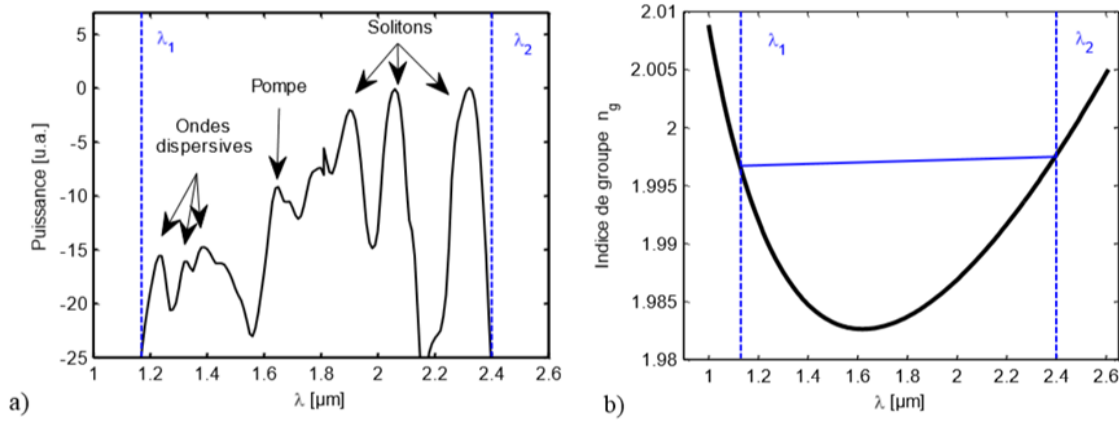 5
0
-5
-10
-15
-20
-25
Puissance [u.a.]
1
1.2
1.4
1.6
1.8
2
2.2
2.4
2.6
λ [µm]
λ1
λ2
Solitons
Pompe
Ondes
dispersives
a)
2.01
2.005
2
1.995
1.99
1.985
1.98
Indice de groupe ng
1
1.2
1.4
1.6
1.8
2
2.2
2.4
2.6
λ [µm]
λ1
λ2
b)